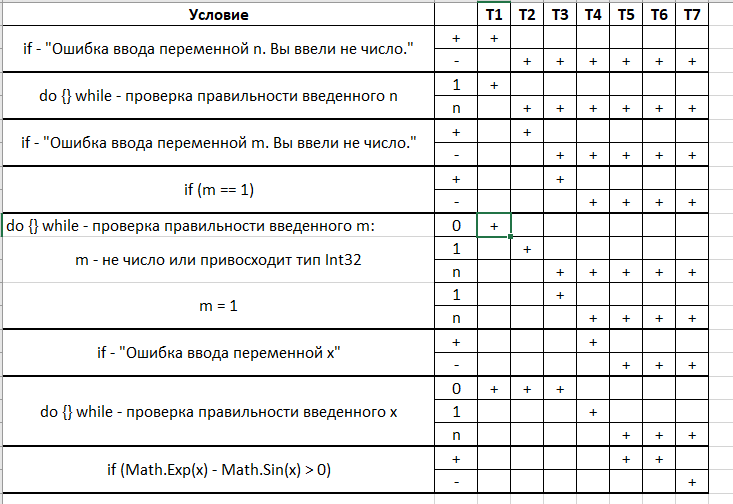 Условие T1 T2 T3 T4 T5 T6 T7
if - "Ошибка ввода переменной n. Вы ввели не число."
+ +
- + + + + + +
do {} while - проверка правильности введенного n
1 +
n + + + + + +
if - "Ошибка ввода переменной m. Вы ввели не число."
+ +
- + + + + +
if (m == 1)
+ +
- + + + +
do {} while - проверка правильности введенного m: 0 +
m - не число или привосходит тип Int32
1 +
n + + + + +
m = 1
1 +
n + + + +
if - "Ошибка ввода переменной x"
+ +
- + + +
do {} while - проверка правильности введенного x
0 + + +
1 +
n + + +
if (Math.Exp(x) - Math.Sin(x) > 0)
+ + +
- +